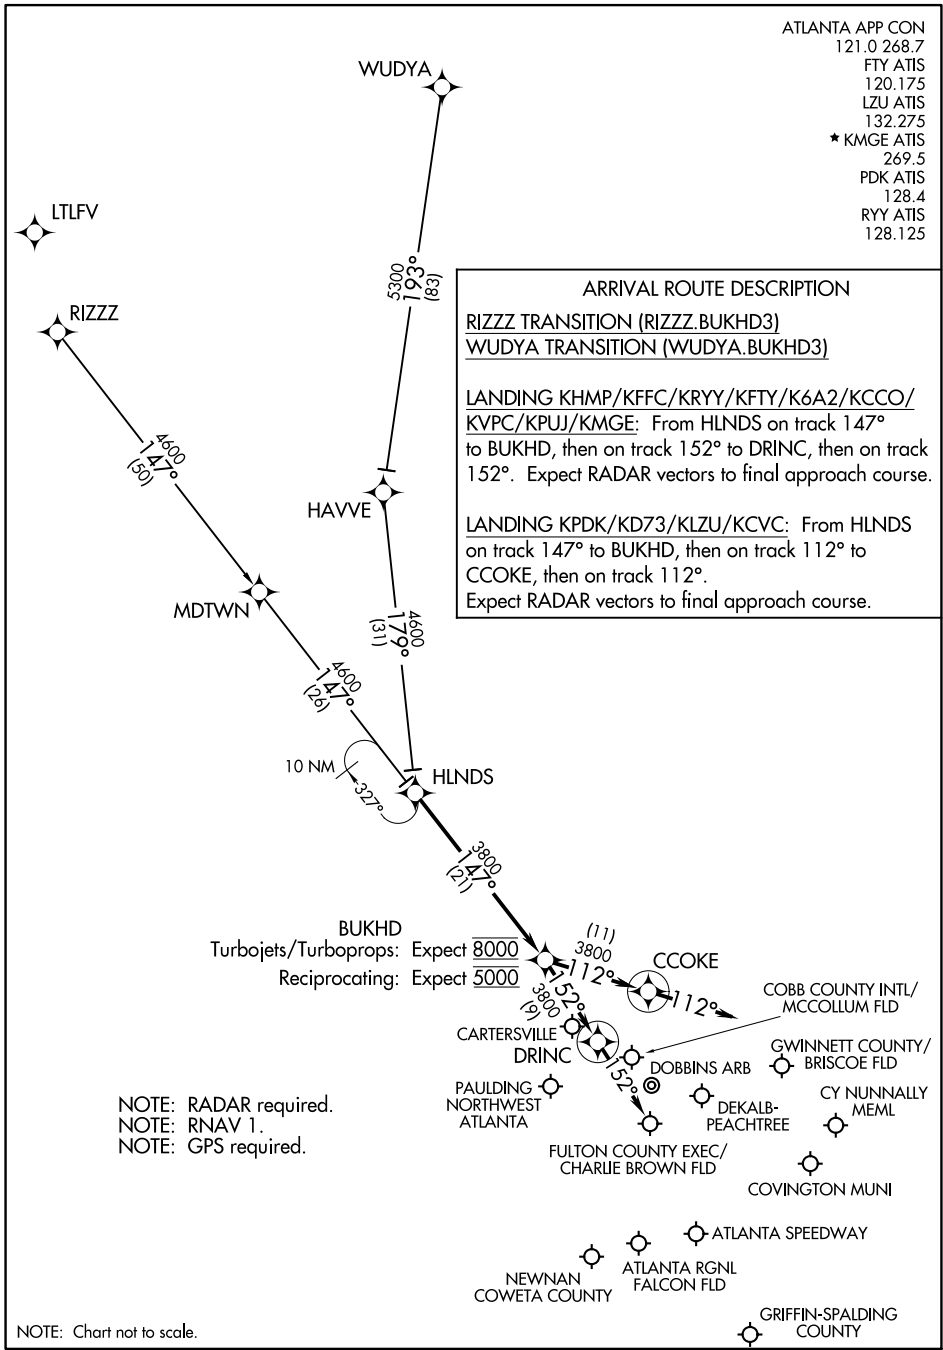 ATLANTA APP CON
121.0 268.7
FTY ATIS
120.175
LZU ATIS
132.275
★ KMGE ATIS
269.5
PDK ATIS
128.4
RYY ATIS
128.125
WUDYA
LTLFV
5300
193°
(83)
RIZZZ
ARRIVAL ROUTE DESCRIPTION
RIZZZ TRANSITION (RIZZZ.BUKHD3)
WUDYA TRANSITION (WUDYA.BUKHD3)
LANDING KHMP/KFFC/KRYY/KFTY/K6A2/KCCO/
KVPC/KPUJ/KMGE: From HLNDS on track 147°
to BUKHD, then on track 152° to DRINC, then on track
152°. Expect RADAR vectors to final approach course.
LANDING KPDK/KD73/KLZU/KCVC: From HLNDS
on track 147° to BUKHD, then on track 112° to
CCOKE, then on track 112°.
Expect RADAR vectors to final approach course.
4600
147°
(50)
HAVVE
MDTWN
4600
179°
(31)
4600
147°
(26)
10 NM
327°
HLNDS
3800
147°
(21)
BUKHD
Turbojets/Turboprops: Expect 8000
Reciprocating: Expect 5000
(11)
3800
112°
CCOKE
112°
152°
3800
(9)
COBB COUNTY INTL/
MCCOLLUM FLD
CARTERSVILLE
DRINC
152°
DOBBINS ARB
GWINNETT COUNTY/
BRISCOE FLD
PAULDING
NORTHWEST
ATLANTA
DEKALB-
PEACHTREE
CY NUNNALLY
MEML
NOTE: RADAR required.
NOTE: RNAV 1.
NOTE: GPS required.
FULTON COUNTY EXEC/
CHARLIE BROWN FLD
COVINGTON MUNI
ATLANTA SPEEDWAY
NEWNAN
COWETA COUNTY
ATLANTA RGNL
FALCON FLD
GRIFFIN-SPALDING
COUNTY
NOTE: Chart not to scale.